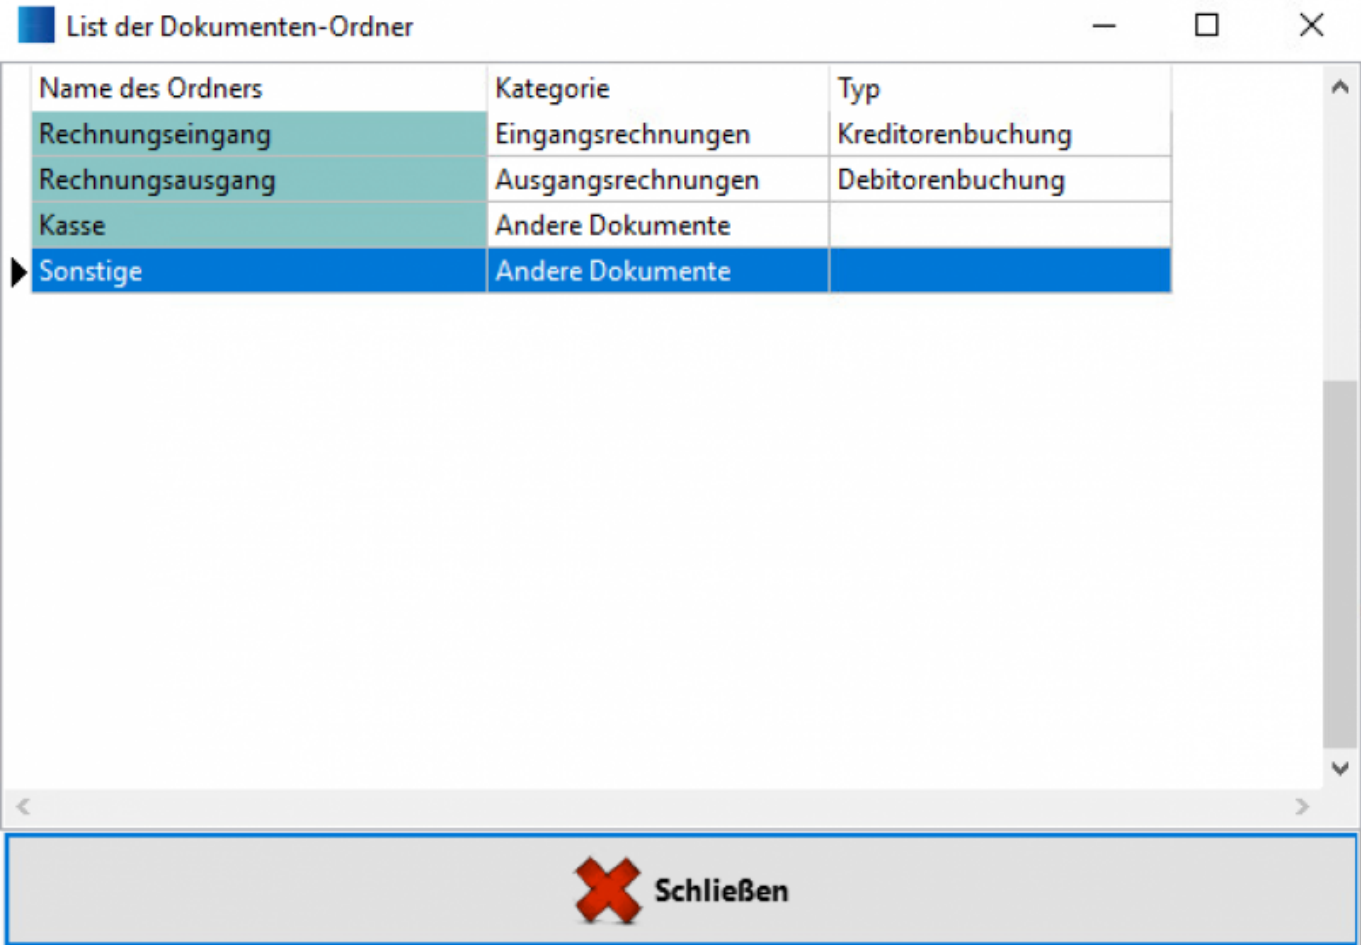 List der Dokumenten-Ordner
Name des Ordners Kategorie Typ
Rechnungseingang Eingangsrechnungen Kreditorenbuchung
Rechnungsausgang Ausgangsrechnungen Debitorenbuchung
Kasse Andere Dokumente
Sonstige Andere Dokumente
Schließen